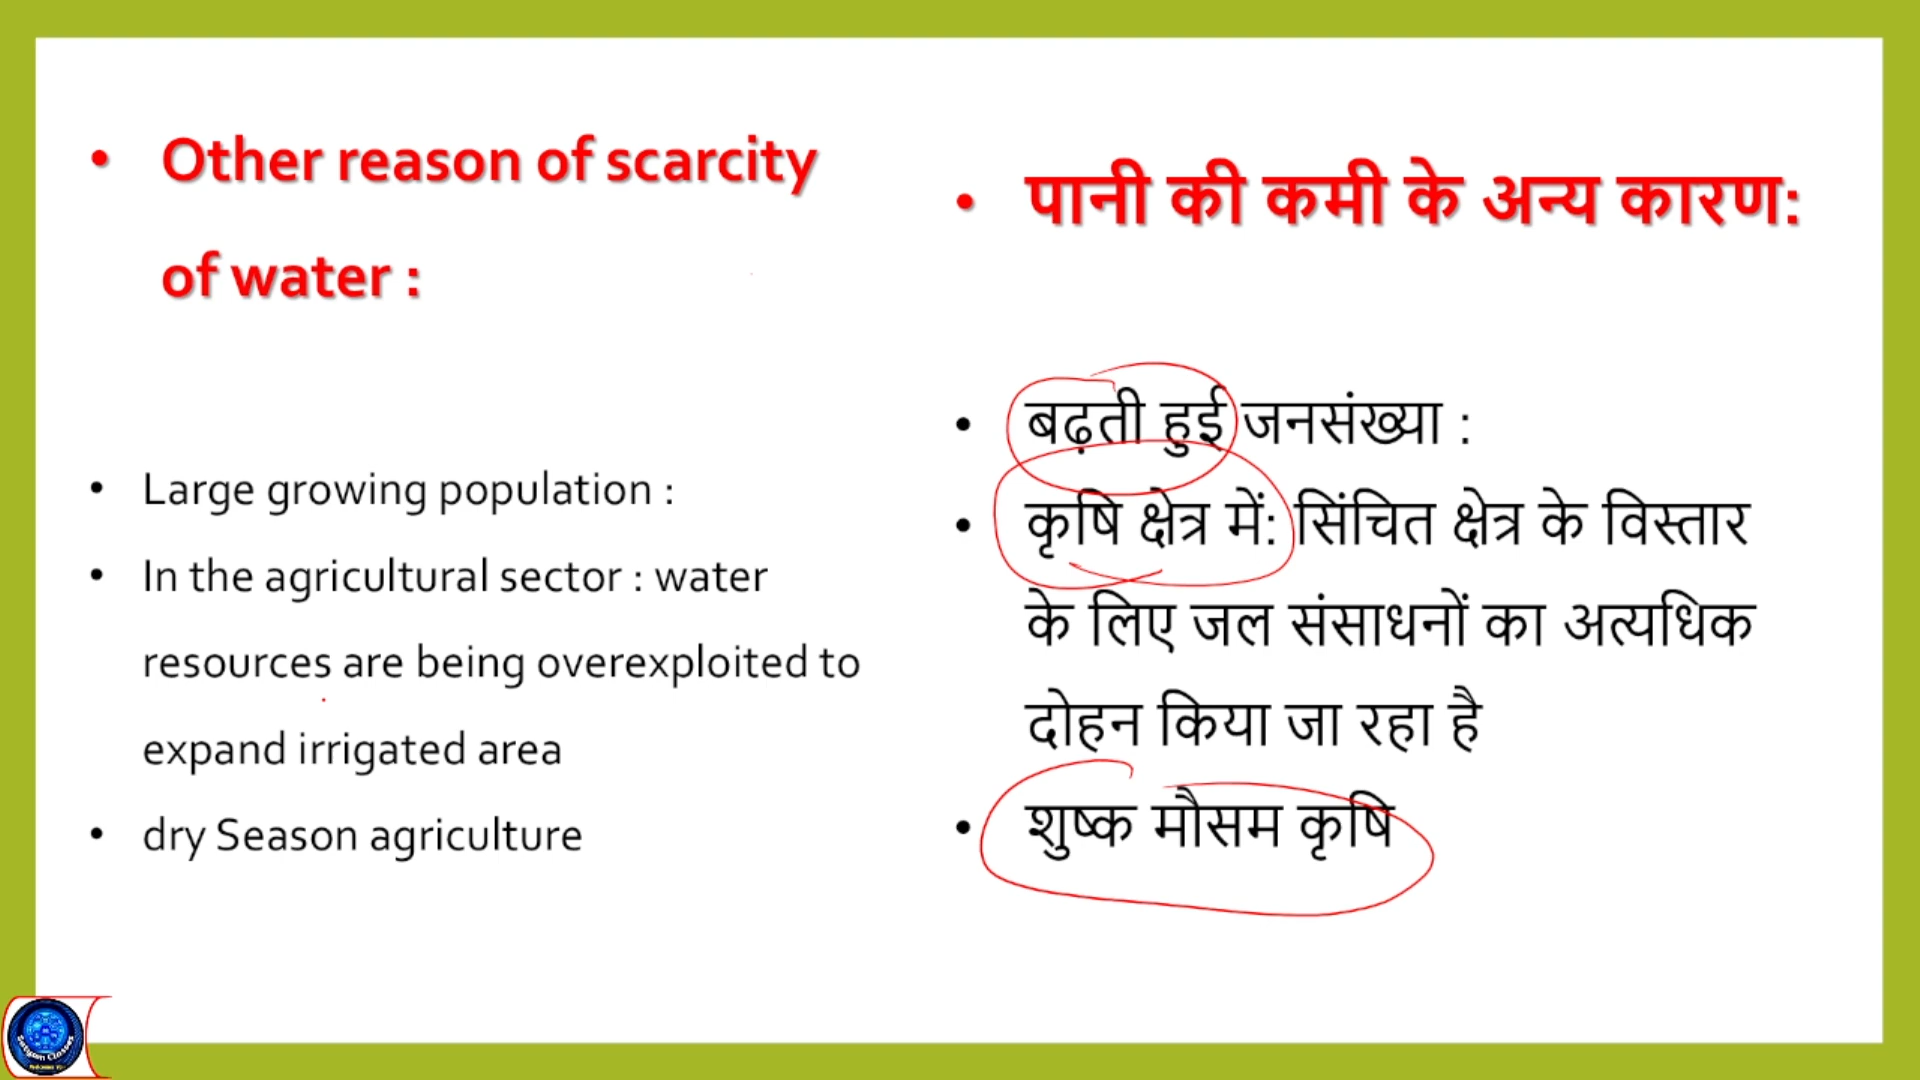 • Other reason of scarcity
of water :
• Large growing population :
• In the agricultural sector : water
resources are being overexploited to
expand irrigated area
• dry Season agriculture
• पानी की कमी के अन्य कारण:
• बढ़ती हुई जनसंख्या :
• कृषि क्षेत्र में: सिंचित क्षेत्र के विस्तार
के लिए जल संसाधनों का अत्यधिक
दोहन किया जा रहा है
• शुष्क मौसम कृषि